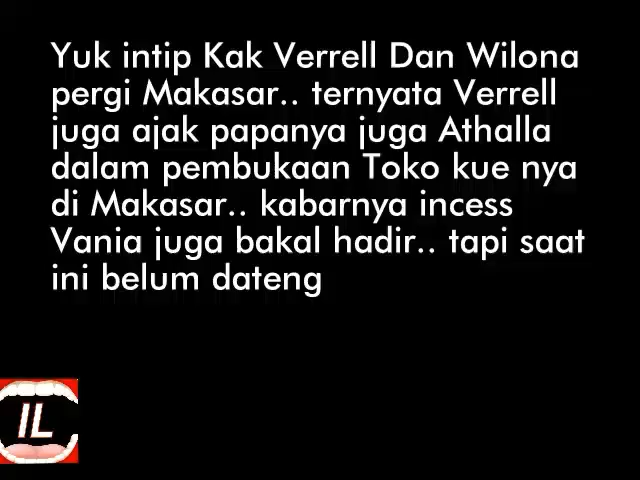 Yuk intip Kak Verrell Dan Wilona
pergi Makasar.. ternyata Verrell
juga ajak papanya juga Athalla
dalam pembukaan Toko kue nya
di Makasar.. kabarnya incess
Vania juga bakal hadir.. tapi saat
ini belum dateng
IL